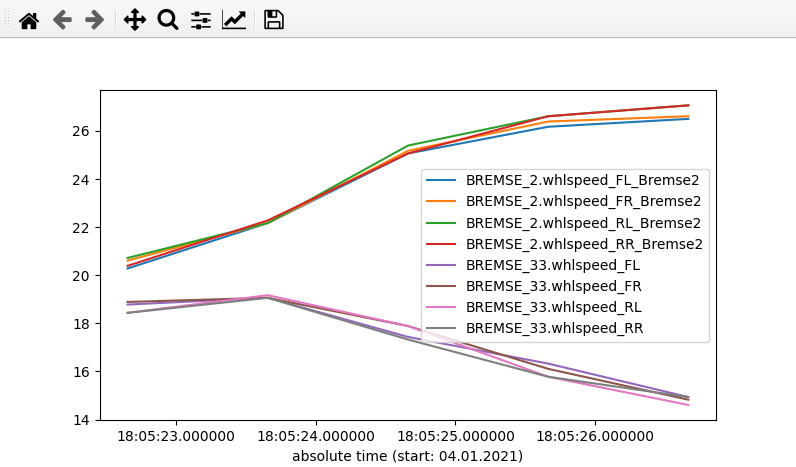 26
24
22
20
18
16
14
BREMSE_2.whlspeed_FL_Bremse2
BREMSE_2.whlspeed_FR_Bremse2
BREMSE_2.whlspeed_RL_Bremse2
BREMSE_2.whlspeed_RR_Bremse2
BREMSE_33.whlspeed_FL
BREMSE_33.whlspeed_FR
BREMSE_33.whlspeed_RL
BREMSE_33.whlspeed_RR
18:05:23.000000 18:05:24.000000 18:05:25.000000 18:05:26.000000
absolute time (start: 04.01.2021)